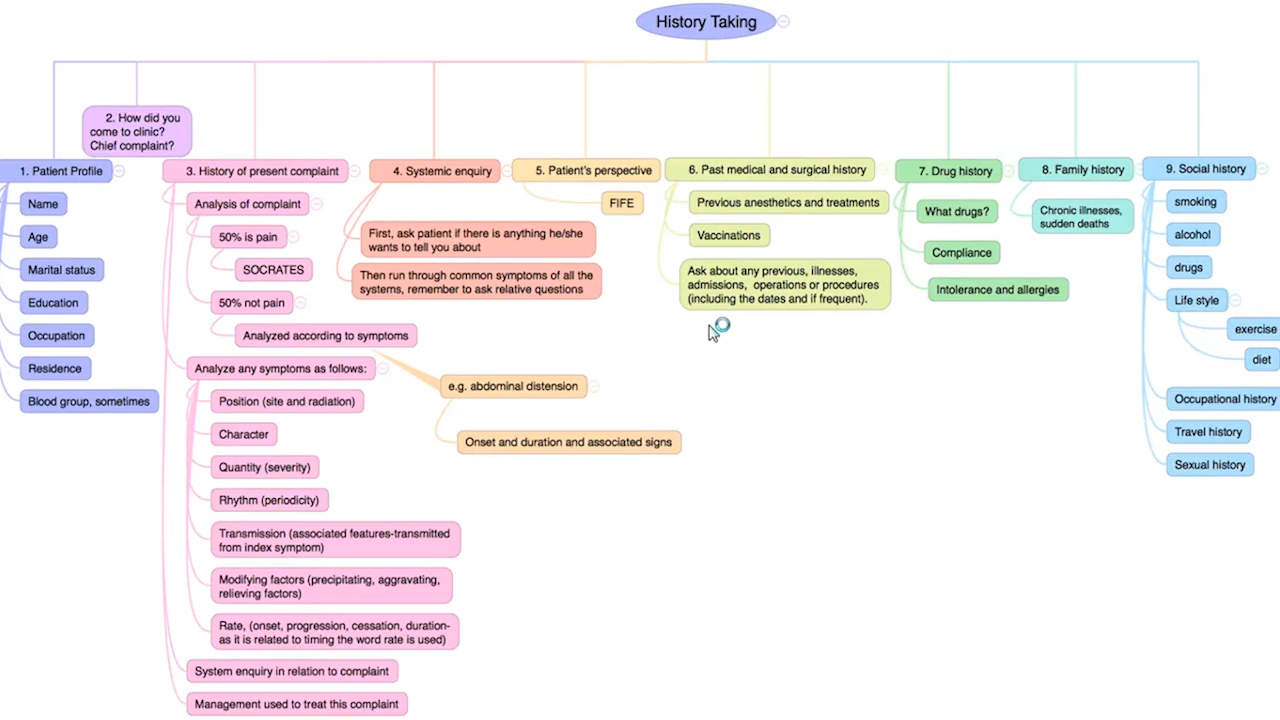 History Taking
2. How did you
come to clinic?
Chief complaint?
1. Patient Profile
Name
Age
Marital status
Education
Occupation
Residence
Blood group, sometimes
3. History of present complaint
Analysis of complaint
50% is pain
SOCRATES
50% not pain
Analyzed according to symptoms
e.g. abdominal distension
Onset and duration and associated signs
Analyze any symptoms as follows:
Position (site and radiation)
Character
Quantity (severity)
Rhythm (periodicity)
Transmission (associated features-transmitted
from index symptom)
Modifying factors (precipitating, aggravating,
relieving factors)
Rate, (onset, progression, cessation, duration-
as it is related to timing the word rate is used)
System enquiry in relation to complaint
Management used to treat this complaint
4. Systemic enquiry
First, ask patient if there is anything he/she
wants to tell you about
Then run through common symptoms of all the
systems, remember to ask relative questions
5. Patient's perspective
FIFE
6. Past medical and surgical history
Previous anesthetics and treatments
Vaccinations
Ask about any previous, illnesses,
admissions, operations or procedures
(including the dates and if frequent).
7. Drug history
What drugs?
Compliance
Intolerance and allergies
8. Family history
Chronic illnesses,
sudden deaths
9. Social history
smoking
alcohol
drugs
Life style
exercise
diet
Occupational history
Travel history
Sexual history